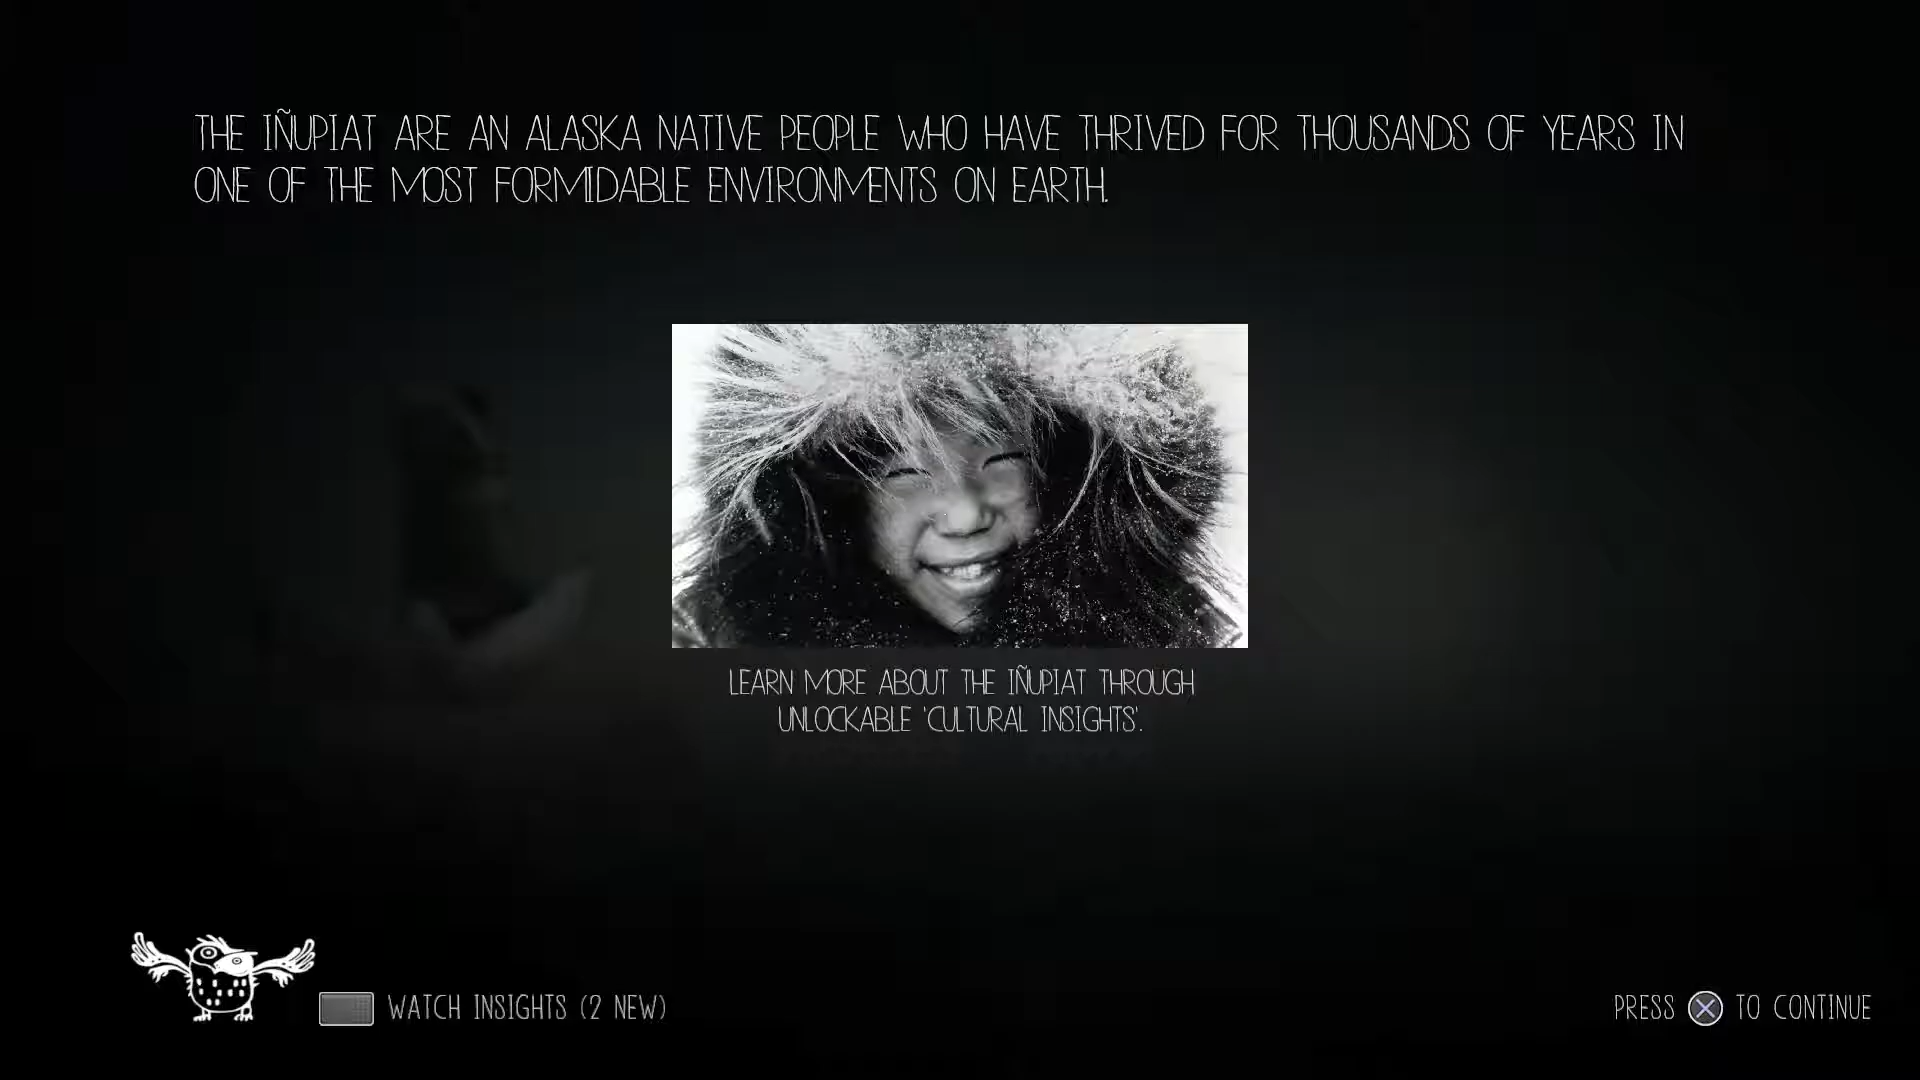 THE IÑUPIAT ARE AN ALASKA NATIVE PEOPLE WHO HAVE THRIVED FOR THOUSANDS OF YEARS IN
ONE OF THE MOST FORMIDABLE ENVIRONMENTS ON EARTH.
LEARN MORE ABOUT THE IÑUPIAT THROUGH
UNLOCKABLE 'CULTURAL INSIGHTS'.
WATCH INSIGHTS (2 NEW)
PRESS TO CONTINUE